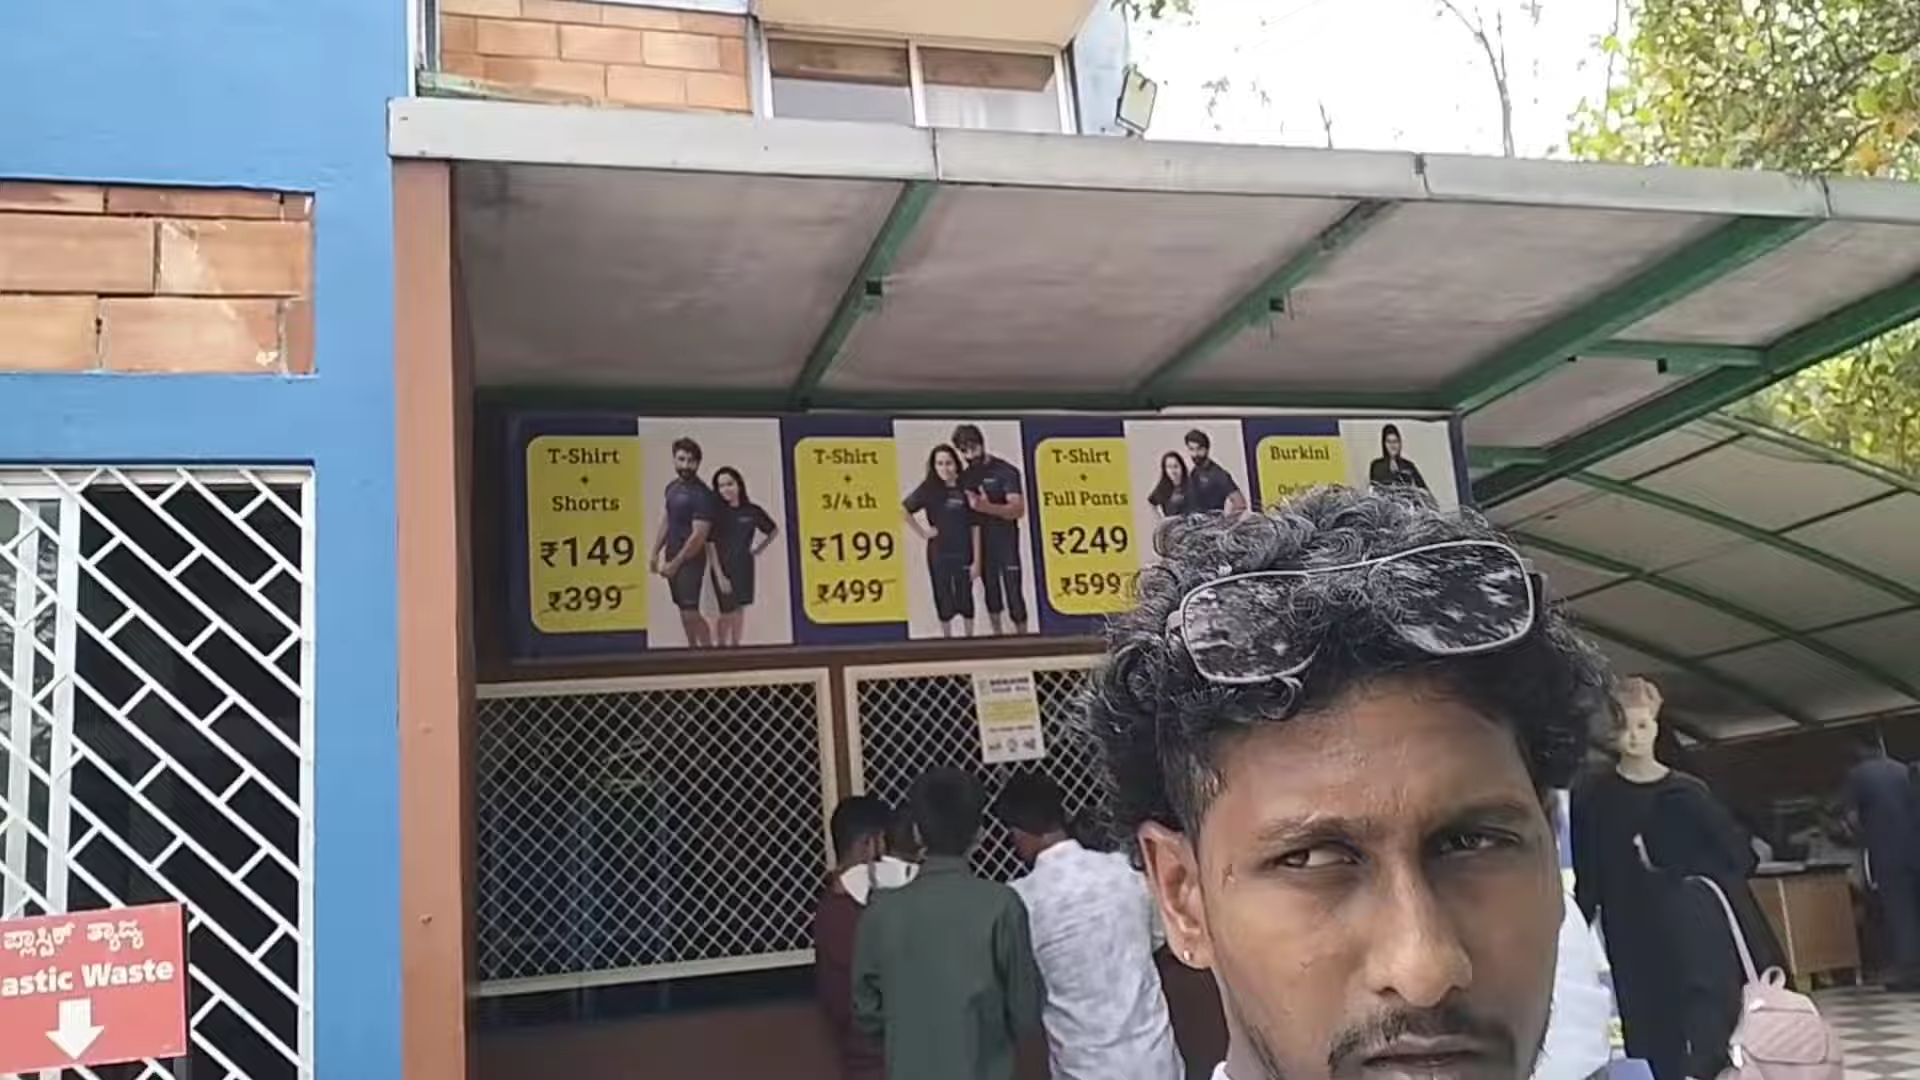 T-Shirt
+
Shorts
₹149
₹399
T-Shirt
+
3/4 th
₹199
₹499
T-Shirt
+
Full Pants
₹249
₹599
Burkini
ಪ್ಲಾಸ್ಟಿಕ್ ತ್ಯಾಜ್ಯ
astic Waste